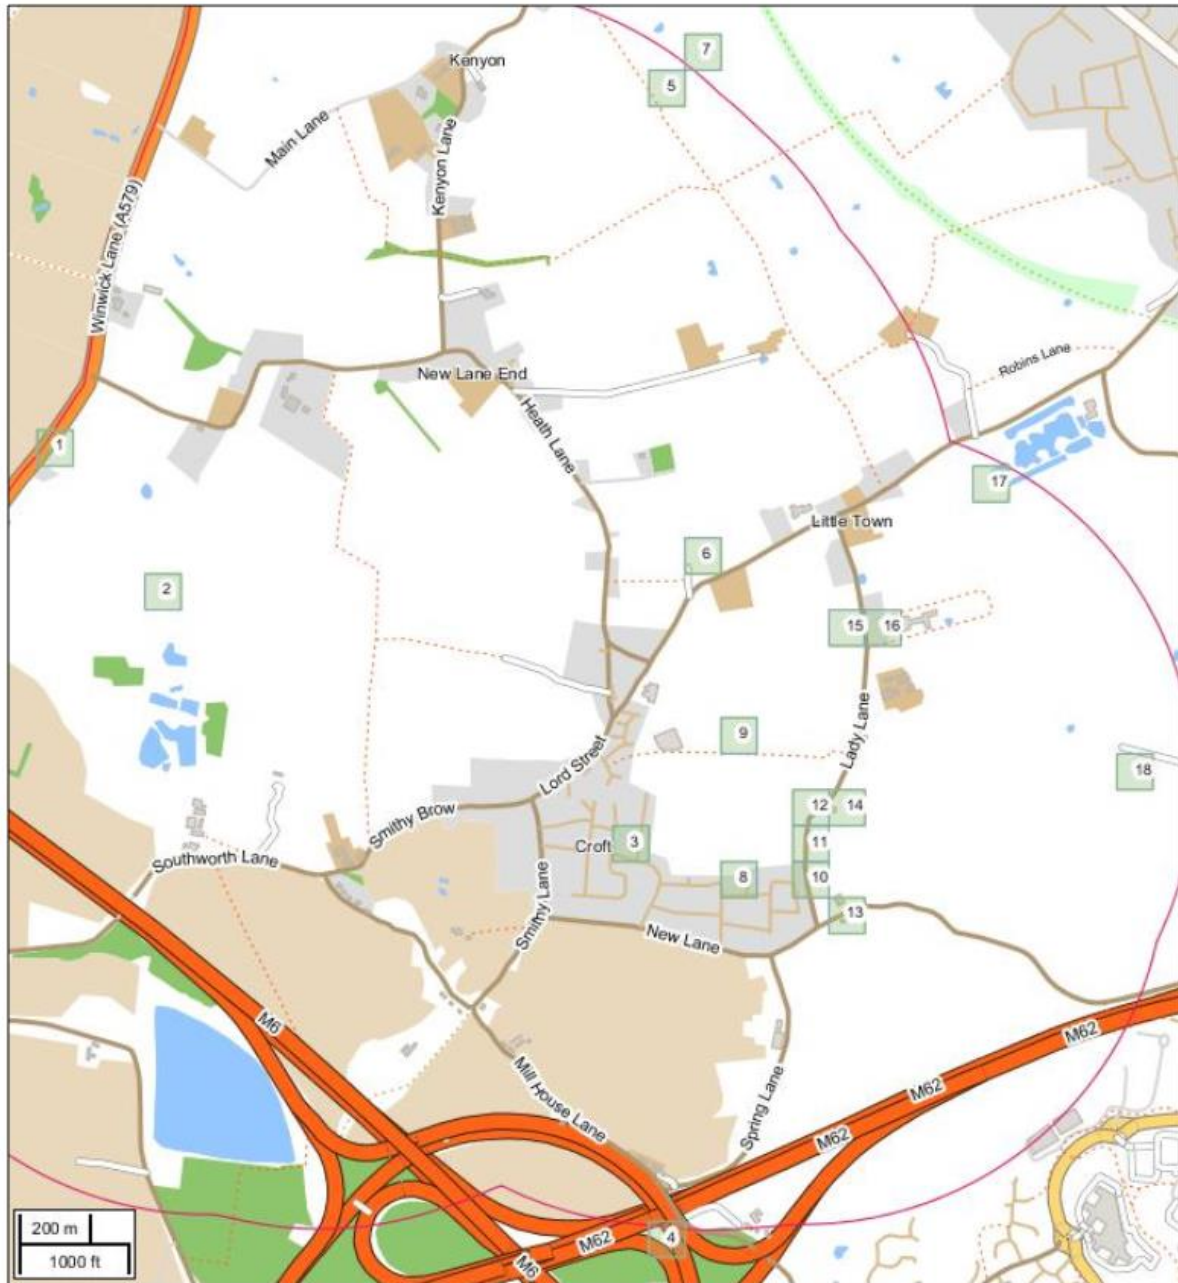 7
Kenyon
5
Main Lane
Kenyon Lane
Winwick Lane (A579)
Robins Lane
New Lane End
Heath Lane
1
17
Little Town
6
2
15
16
9
Lady Lane
Lord Street
18
12
14
Smithy Brow
3
11
Croft
Southworth Lane
8
10
Smithy Lane
13
New Lane
M6
M62
Mill House Lane
M62
Spring Lane
M62
200 m
4
M62
1000 ft
M6